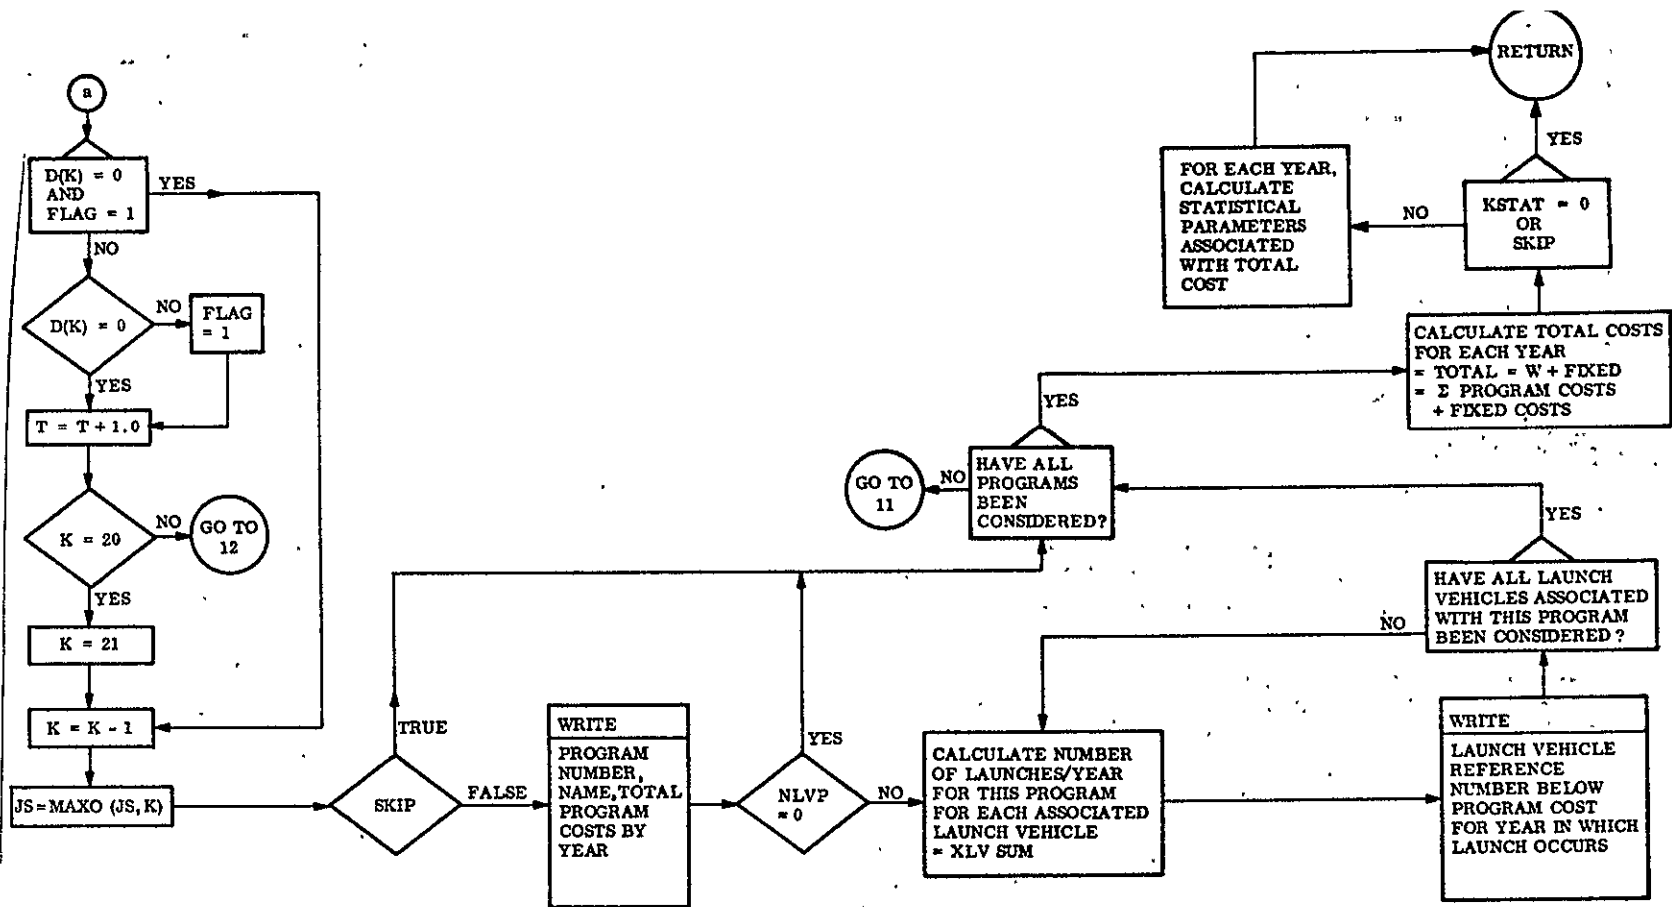 a
D(K) = 0
AND
FLAG = 1
YES
NO
D(K) = 0
NO
FLAG
= 1
YES
T = T + 1.0
K = 20
NO
GO TO
12
YES
K = 21
K = K - 1
JS=MAXO (JS, K)
SKIP
TRUE
FALSE
WRITE
PROGRAM
NUMBER,
NAME,TOTAL
PROGRAM
COSTS BY
YEAR
NLVP
= 0
YES
NO
CALCULATE NUMBER
OF LAUNCHES/YEAR
FOR THIS PROGRAM
FOR EACH ASSOCIATED
LAUNCH VEHICLE
= XLV SUM
WRITE
LAUNCH VEHICLE
REFERENCE
NUMBER BELOW
PROGRAM COST
FOR YEAR IN WHICH
LAUNCH OCCURS
HAVE ALL LAUNCH
VEHICLES ASSOCIATED
WITH THIS PROGRAM
BEEN CONSIDERED ?
NO
YES
HAVE ALL
PROGRAMS
BEEN
CONSIDERED?
NO
GO TO
11
YES
CALCULATE TOTAL COSTS
FOR EACH YEAR
= TOTAL = W + FIXED
= Σ PROGRAM COSTS
+ FIXED COSTS
KSTAT = 0
OR
SKIP
NO
YES
FOR EACH YEAR,
CALCULATE
STATISTICAL
PARAMETERS
ASSOCIATED
WITH TOTAL
COST
RETURN